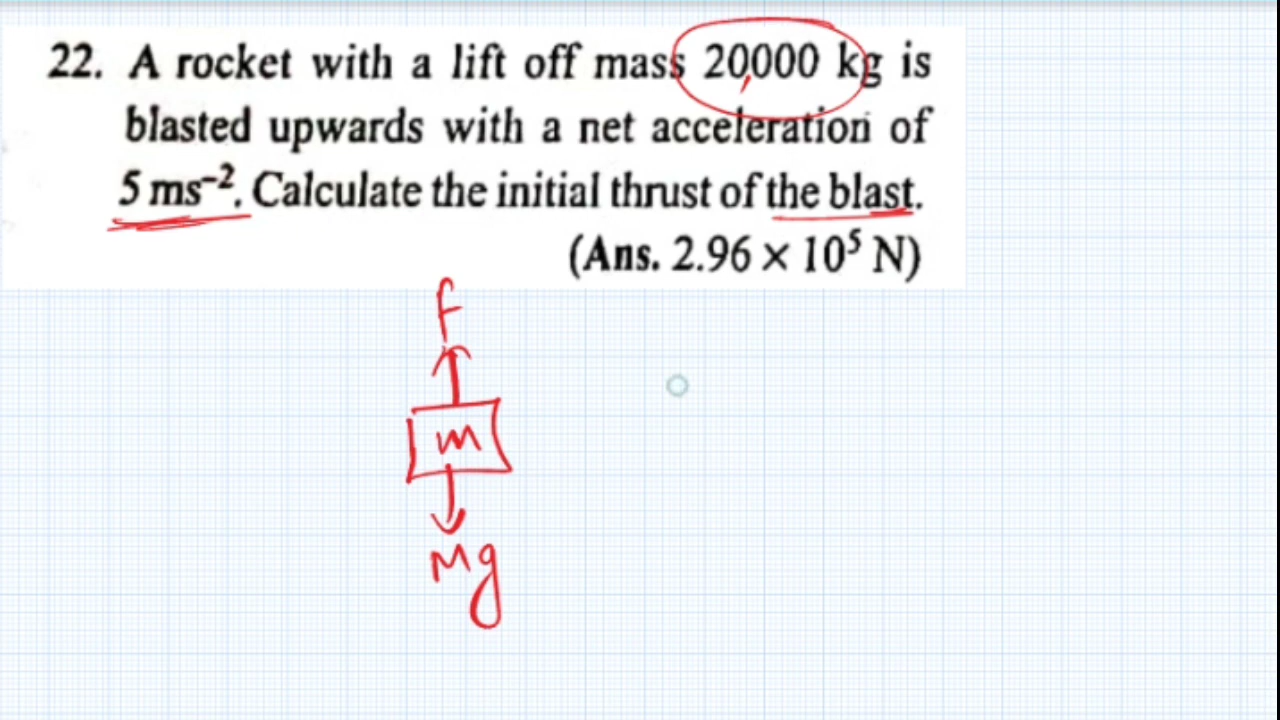 22. A rocket with a lift off mass 20000 kg is
blasted upwards with a net acceleration of
5 ms⁻². Calculate the initial thrust of the blast.
(Ans. 2.96 × 10⁵ N)
F
m
Mg